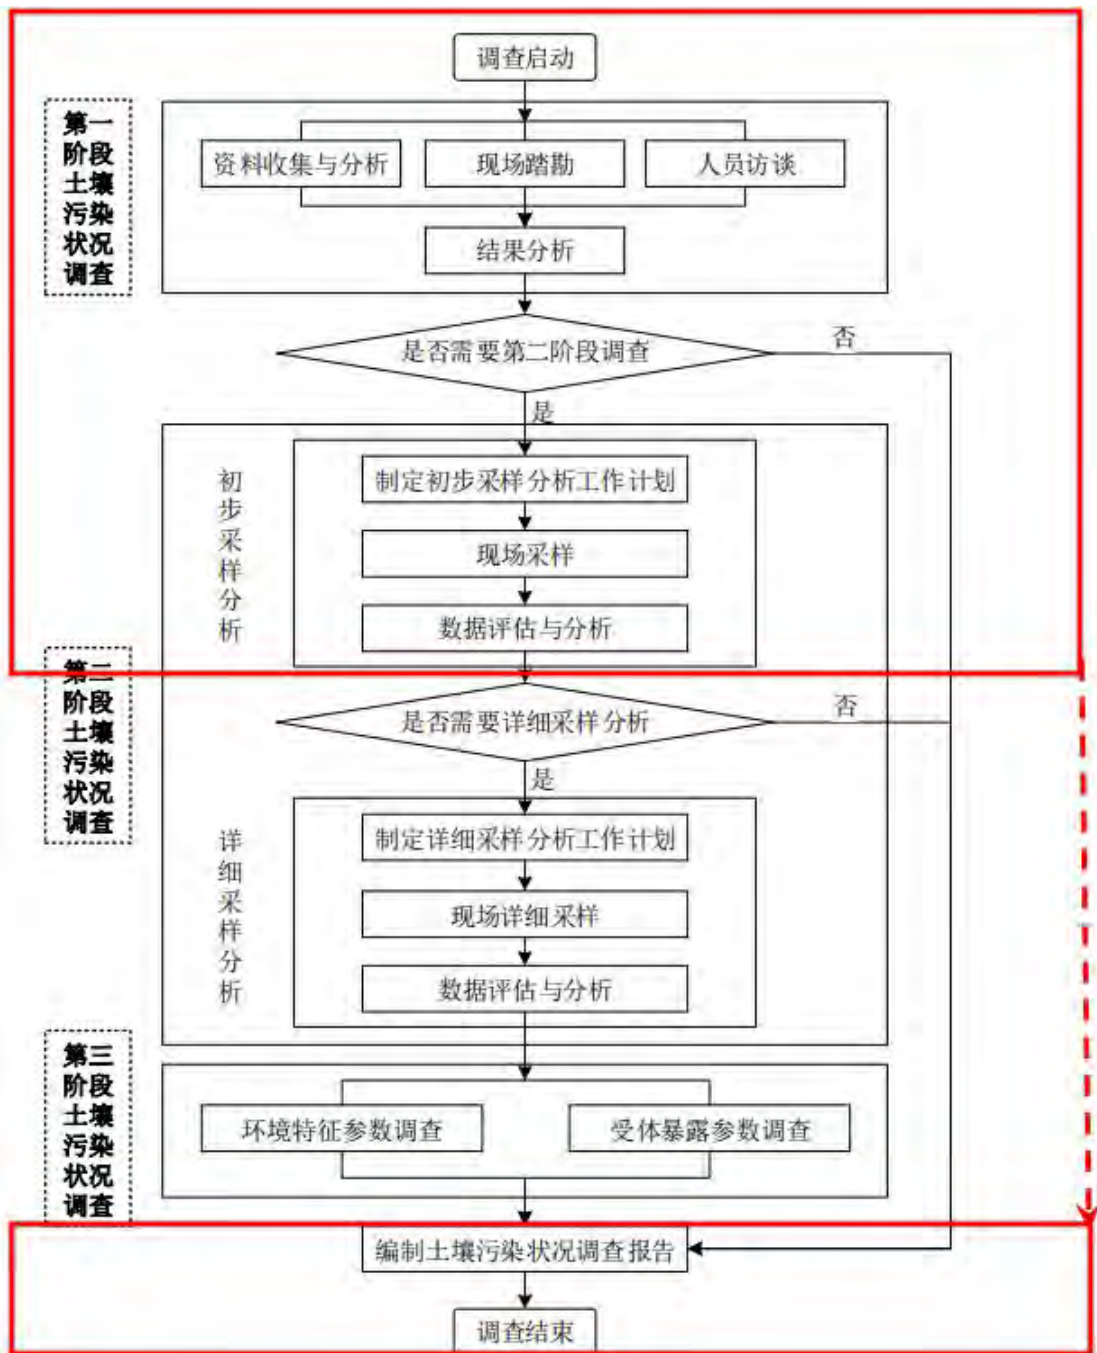 调查启动
第一
阶段
土壤
污染
状况
调查
资料收集与分析
现场踏勘
人员访谈
结果分析
是否需要第二阶段调查
否
是
初步采样分析
制定初步采样分析工作计划
现场采样
数据评估与分析
第二
阶段
土壤
污染
状况
调查
是否需要详细采样分析
否
是
详细采样分析
制定详细采样分析工作计划
现场详细采样
数据评估与分析
第三
阶段
土壤
污染
状况
调查
环境特征参数调查
受体暴露参数调查
编制土壤污染状况调查报告
调查结束